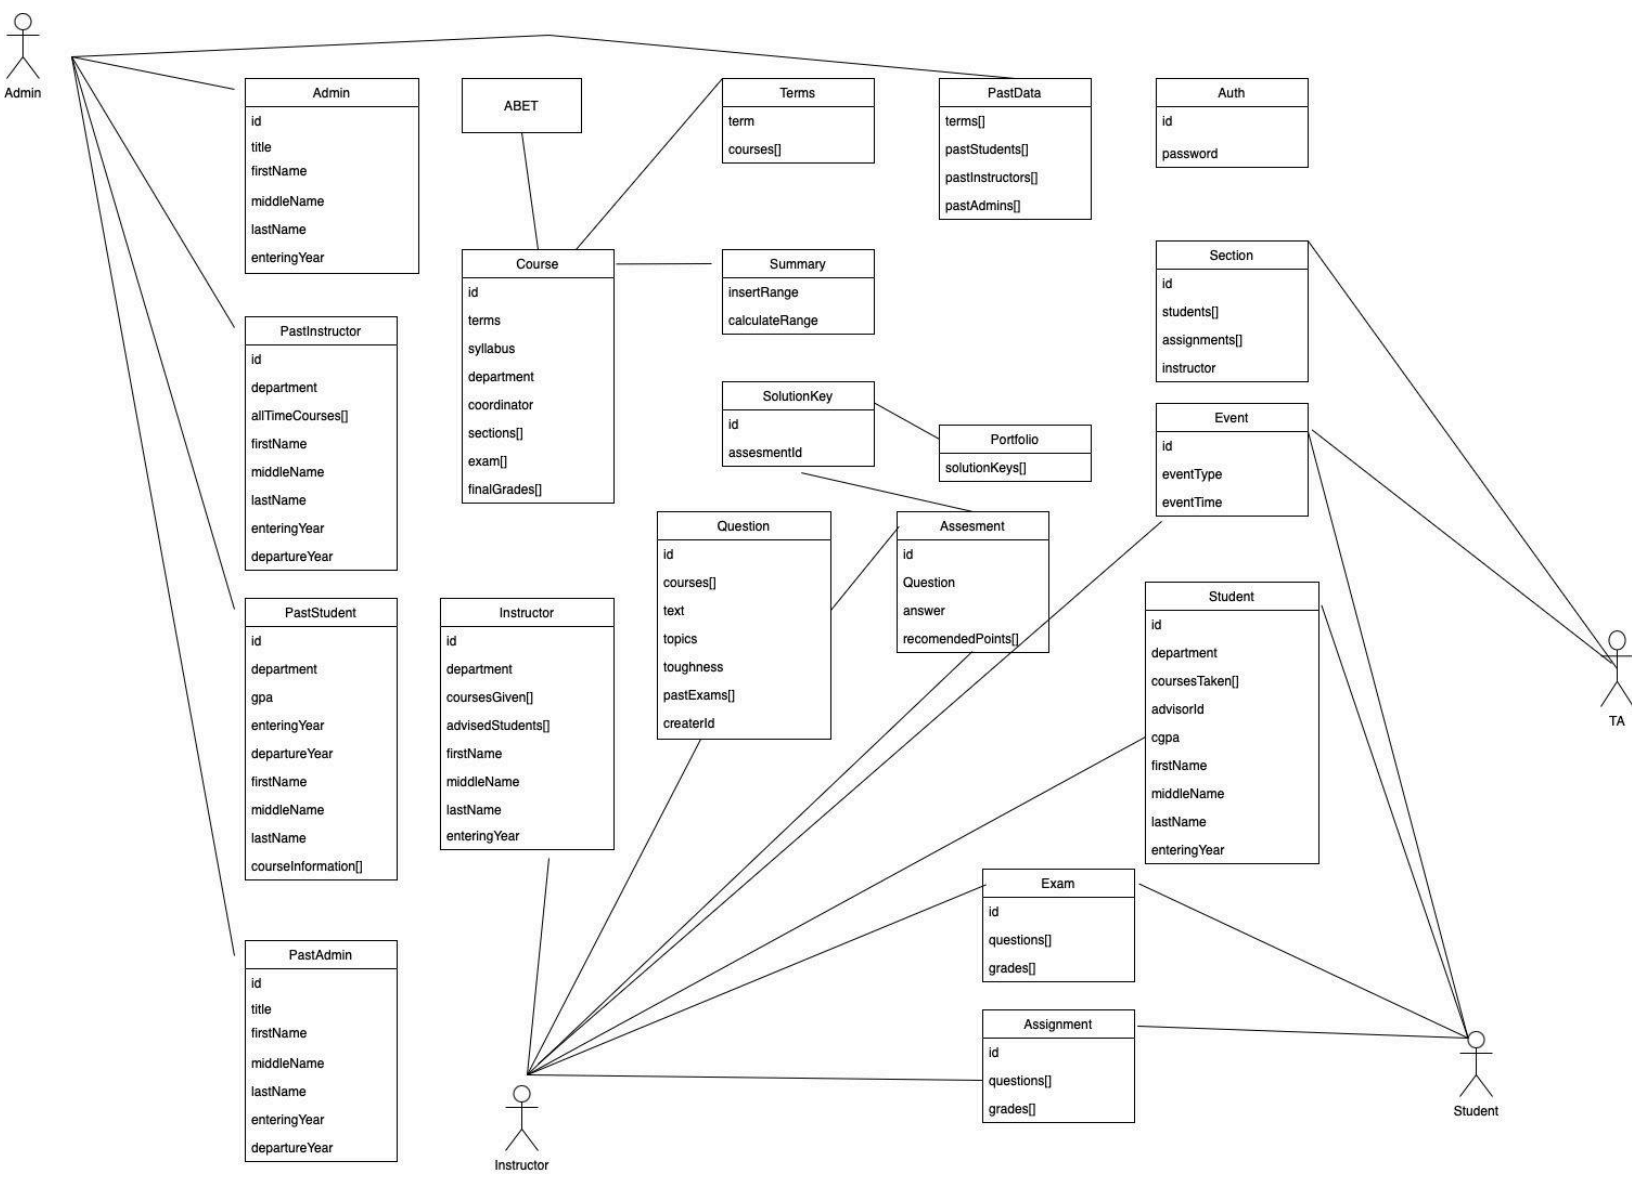 Admin
Admin
id
title
firstName
middleName
lastName
enteringYear
ABET
Terms
term
courses[]
PastData
terms[]
pastStudents[]
pastInstructors[]
pastAdmins[]
Auth
id
password
PastInstructor
id
department
allTimeCourses[]
firstName
middleName
lastName
enteringYear
departureYear
Course
id
terms
syllabus
department
coordinator
sections[]
exam[]
finalGrades[]
Summary
insertRange
calculateRange
SolutionKey
id
assesmentId
Portfolio
solutionKeys[]
Section
id
students[]
assignments[]
instructor
Event
id
eventType
eventTime
PastStudent
id
department
gpa
enteringYear
departureYear
firstName
middleName
lastName
courseInformation[]
Instructor
id
department
coursesGiven[]
advisedStudents[]
firstName
middleName
lastName
enteringYear
Question
id
courses[]
text
topics
toughness
pastExams[]
createrId
Assesment
id
Question
answer
recomendedPoints[]
Student
id
department
coursesTaken[]
advisorId
cgpa
firstName
middleName
lastName
enteringYear
TA
PastAdmin
id
title
firstName
middleName
lastName
enteringYear
departureYear
Exam
id
questions[]
grades[]
Assignment
id
questions[]
grades[]
Instructor
Student